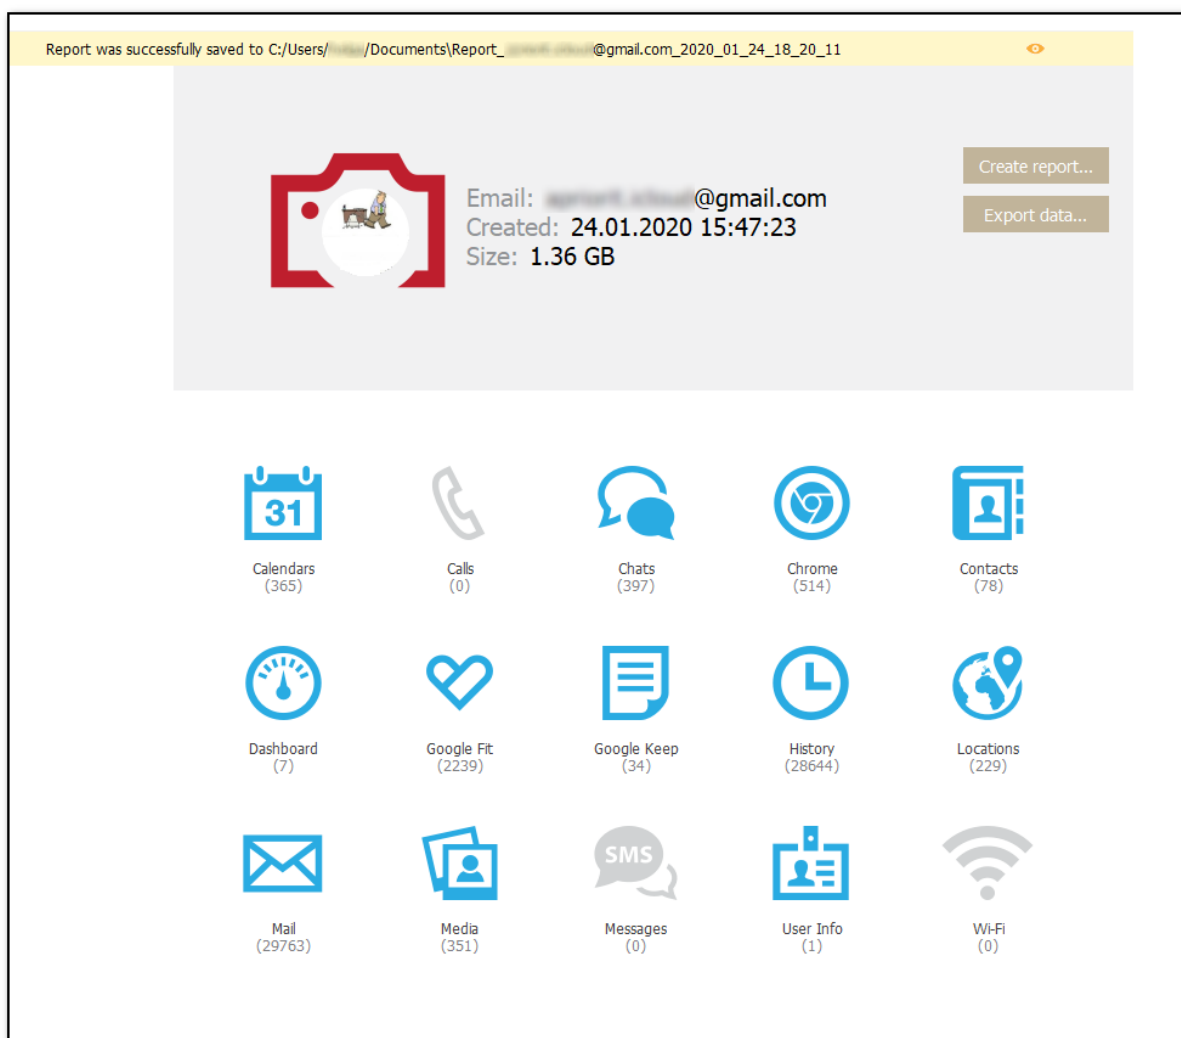 Report was successfully saved to C:/Users/ /Documents\Report_ @gmail.com_2020_01_24_18_20_11
Create report...
Export data...
Email: @gmail.com
Created: 24.01.2020 15:47:23
Size: 1.36 GB
31
Calendars
(365)
Calls
(0)
Chats
(397)
Chrome
(514)
Contacts
(78)
Dashboard
(7)
Google Fit
(2239)
Google Keep
(34)
History
(28644)
Locations
(229)
Mail
(29763)
Media
(351)
SMS
Messages
(0)
User Info
(1)
Wi-Fi
(0)